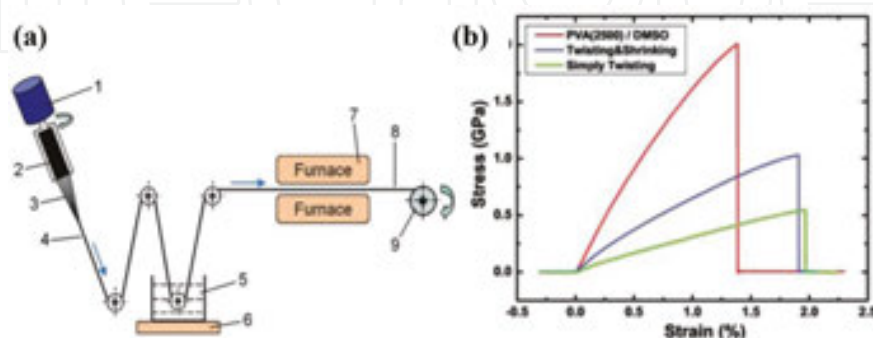 (a)
1
2
3
4
5
6
Furnace
Furnace
7
8
9
(b)
PVA(2500) / DMSO
Twisting&Shrinking
Simply Twisting
Stress (GPa)
1.5
1.0
0.5
0.0
-0.5
0.0
0.5
1.0
1.5
2.0
2.5
Strain (%)